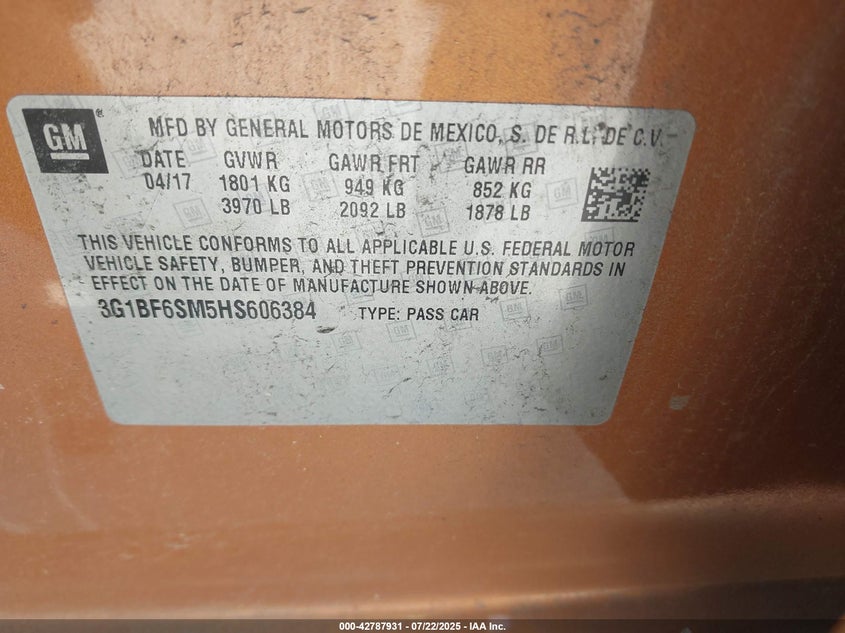 GM
MFD BY GENERAL MOTORS DE MEXICO, S. DE R.L. DE C.V.
DATE GVWR GAWR FRT GAWR RR
04/17 1801 KG 949 KG 852 KG
3970 LB 2092 LB 1878 LB
THIS VEHICLE CONFORMS TO ALL APPLICABLE U.S. FEDERAL MOTOR
VEHICLE SAFETY, BUMPER, AND THEFT PREVENTION STANDARDS IN
EFFECT ON THE DATE OF MANUFACTURE SHOWN ABOVE.
3G1BF6SM5HS606384 TYPE: PASS CAR
000-42787931 - 07/22/2025 - IAA Inc.